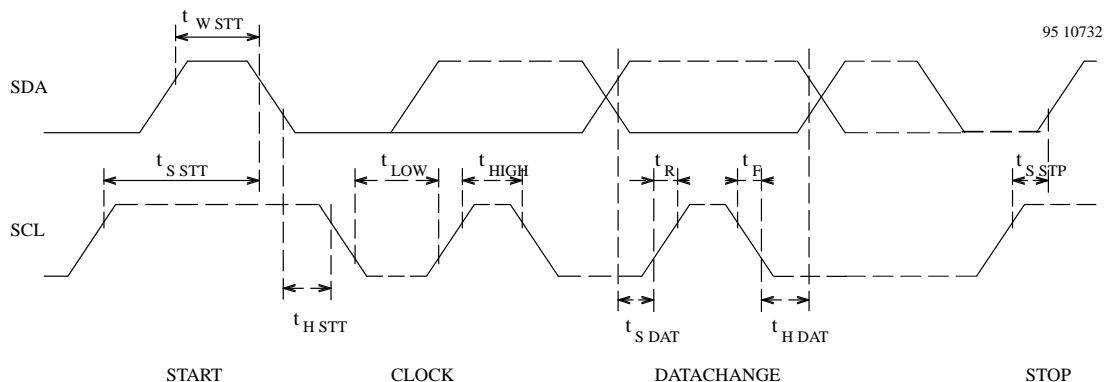 t W STT
95 10732
SDA
t S STT
t LOW
t HIGH
t R
t F
t S STP
SCL
t H STT
t S DAT
t H DAT
START
CLOCK
DATACHANGE
STOP